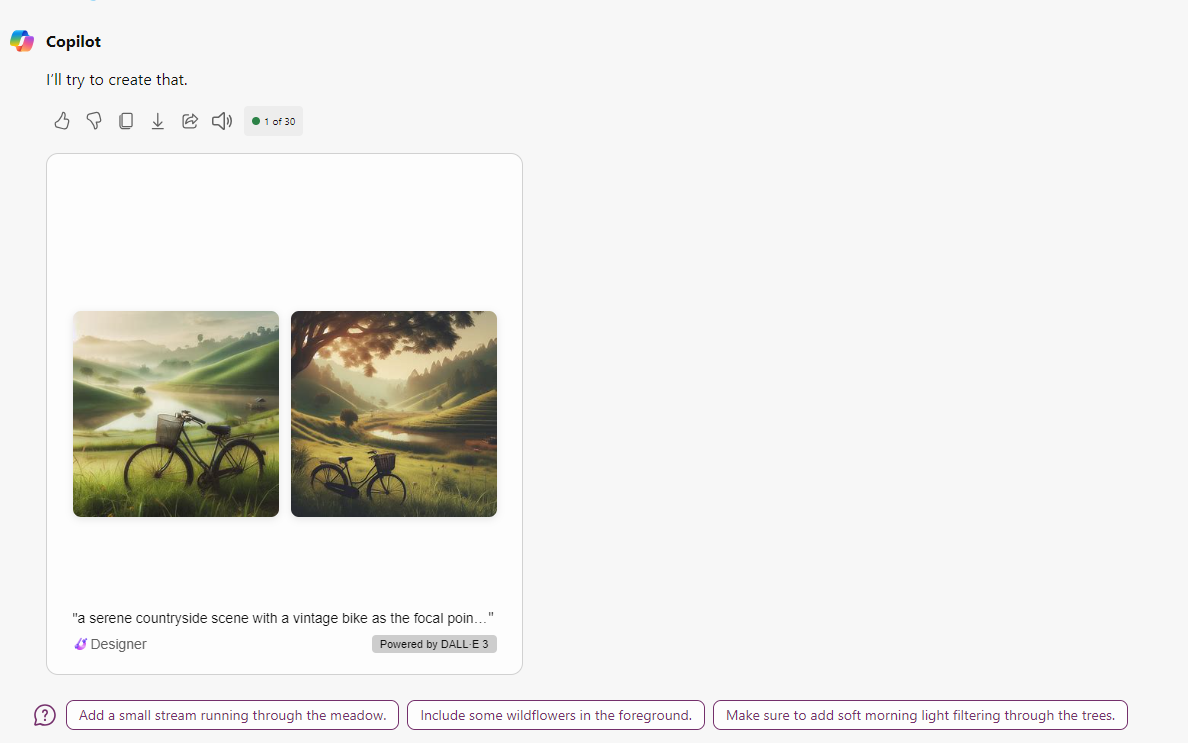 Copilot
I'll try to create that.
1 of 30
"a serene countryside scene with a vintage bike as the focal poin..."
Designer
Powered by DALL·E 3
Add a small stream running through the meadow.
Include some wildflowers in the foreground.
Make sure to add soft morning light filtering through the trees.